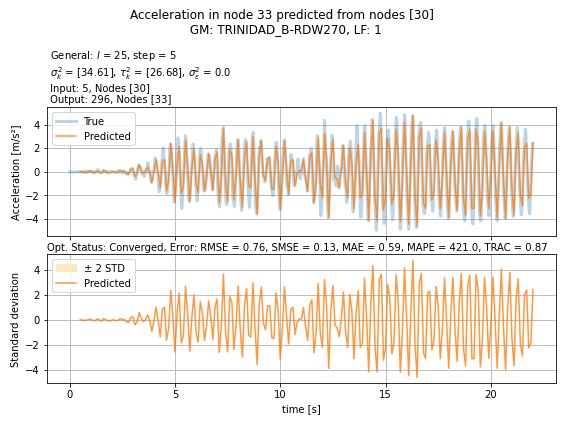 Acceleration in node 33 predicted from nodes [30]
GM: TRINIDAD_B-RDW270, LF: 1
General: l = 25, step = 5
σ²ₖ = [34.61], τ²ₖ = [26.68], σ²ε = 0.0
Input: 5, Nodes [30]
Output: 296, Nodes [33]
Acceleration [m/s²]
4
2
0
−2
−4
True
Predicted
Opt. Status: Converged, Error: RMSE = 0.76, SMSE = 0.13, MAE = 0.59, MAPE = 421.0, TRAC = 0.87
Standard deviation
4
2
0
−2
−4
± 2 STD
Predicted
0 5 10 15 20
time [s]